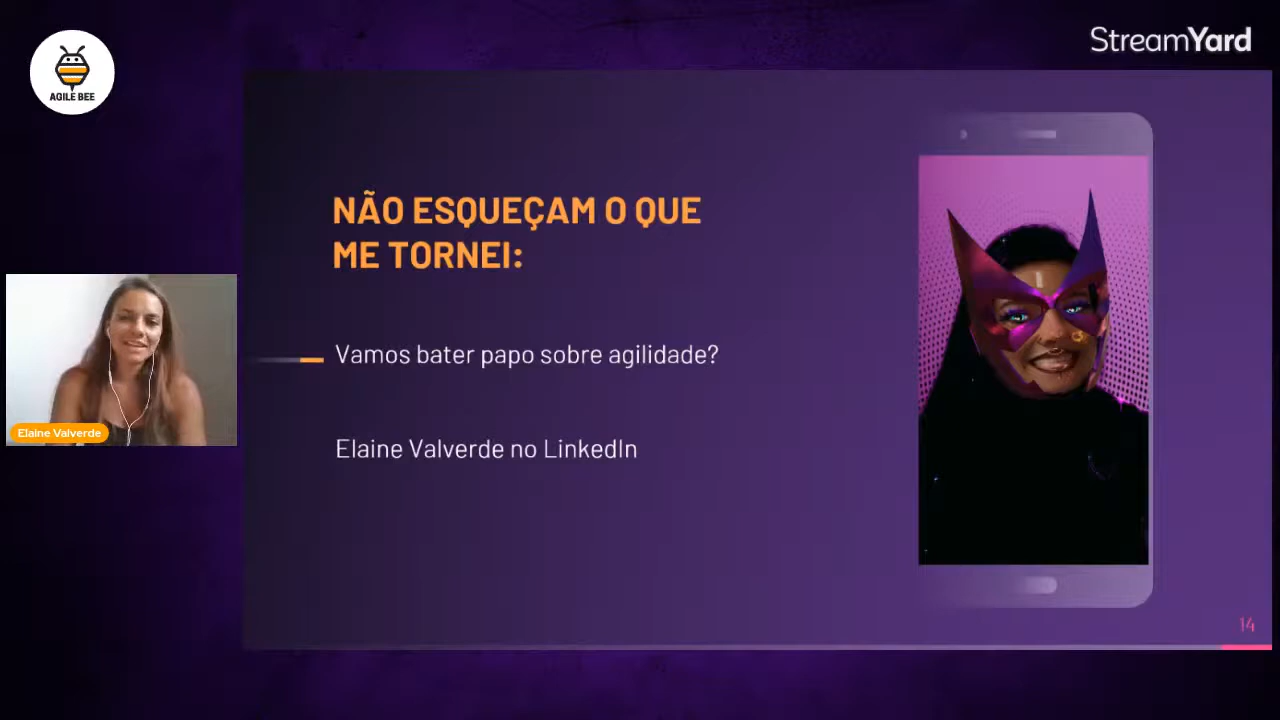 AGILE BEE
StreamYard
NÃO ESQUEÇAM O QUE
ME TORNEI:
Vamos bater papo sobre agilidade?
Elaine Valverde no LinkedIn
Elaine Valverde
14